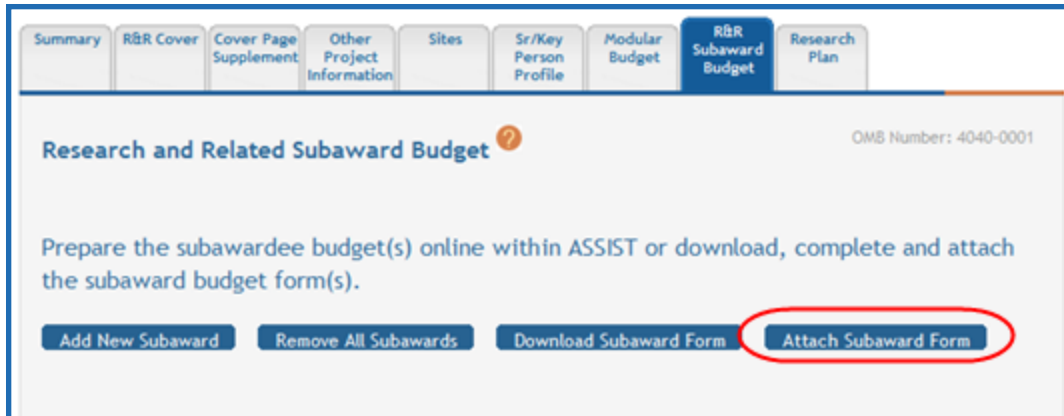 Summary
R&R Cover
Cover Page
Supplement
Other
Project
Information
Sites
Sr/Key
Person
Profile
Modular
Budget
R&R
Subaward
Budget
Research
Plan
Research and Related Subaward Budget ?
OMB Number: 4040-0001
Prepare the subawardee budget(s) online within ASSIST or download, complete and attach
the subaward budget form(s).
Add New Subaward
Remove All Subawards
Download Subaward Form
Attach Subaward Form